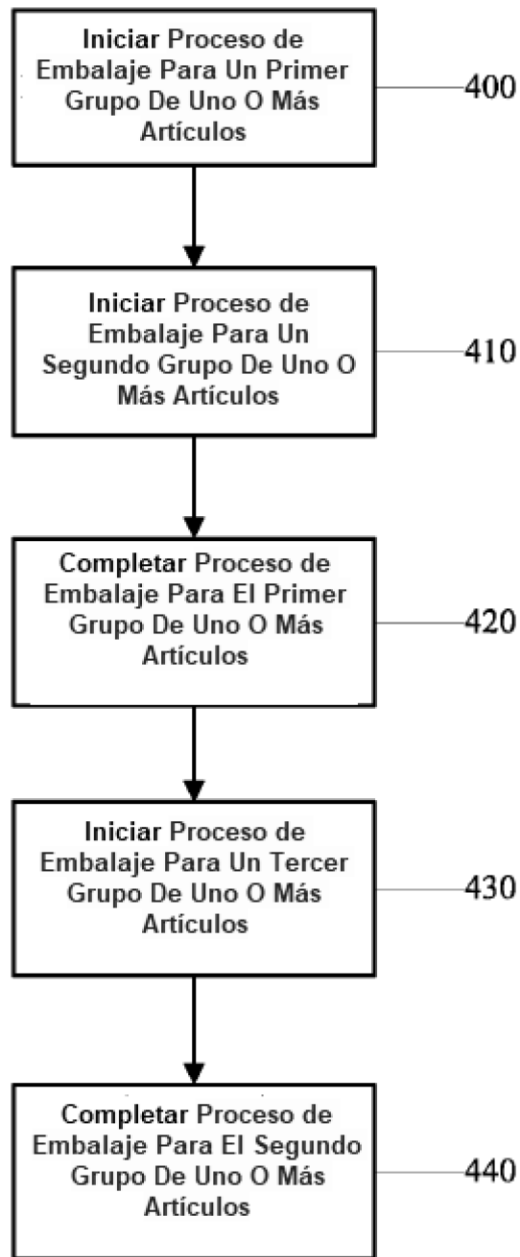 Iniciar Proceso de
Embalaje Para Un Primer
Grupo De Uno O Más
Artículos
400
Iniciar Proceso de
Embalaje Para Un
Segundo Grupo De Uno O
Más Artículos
410
Completar Proceso de
Embalaje Para El Primer
Grupo De Uno O Más
Artículos
420
Iniciar Proceso de
Embalaje Para Un Tercer
Grupo De Uno O Más
Artículos
430
Completar Proceso de
Embalaje Para El Segundo
Grupo De Uno O Más
Artículos
440